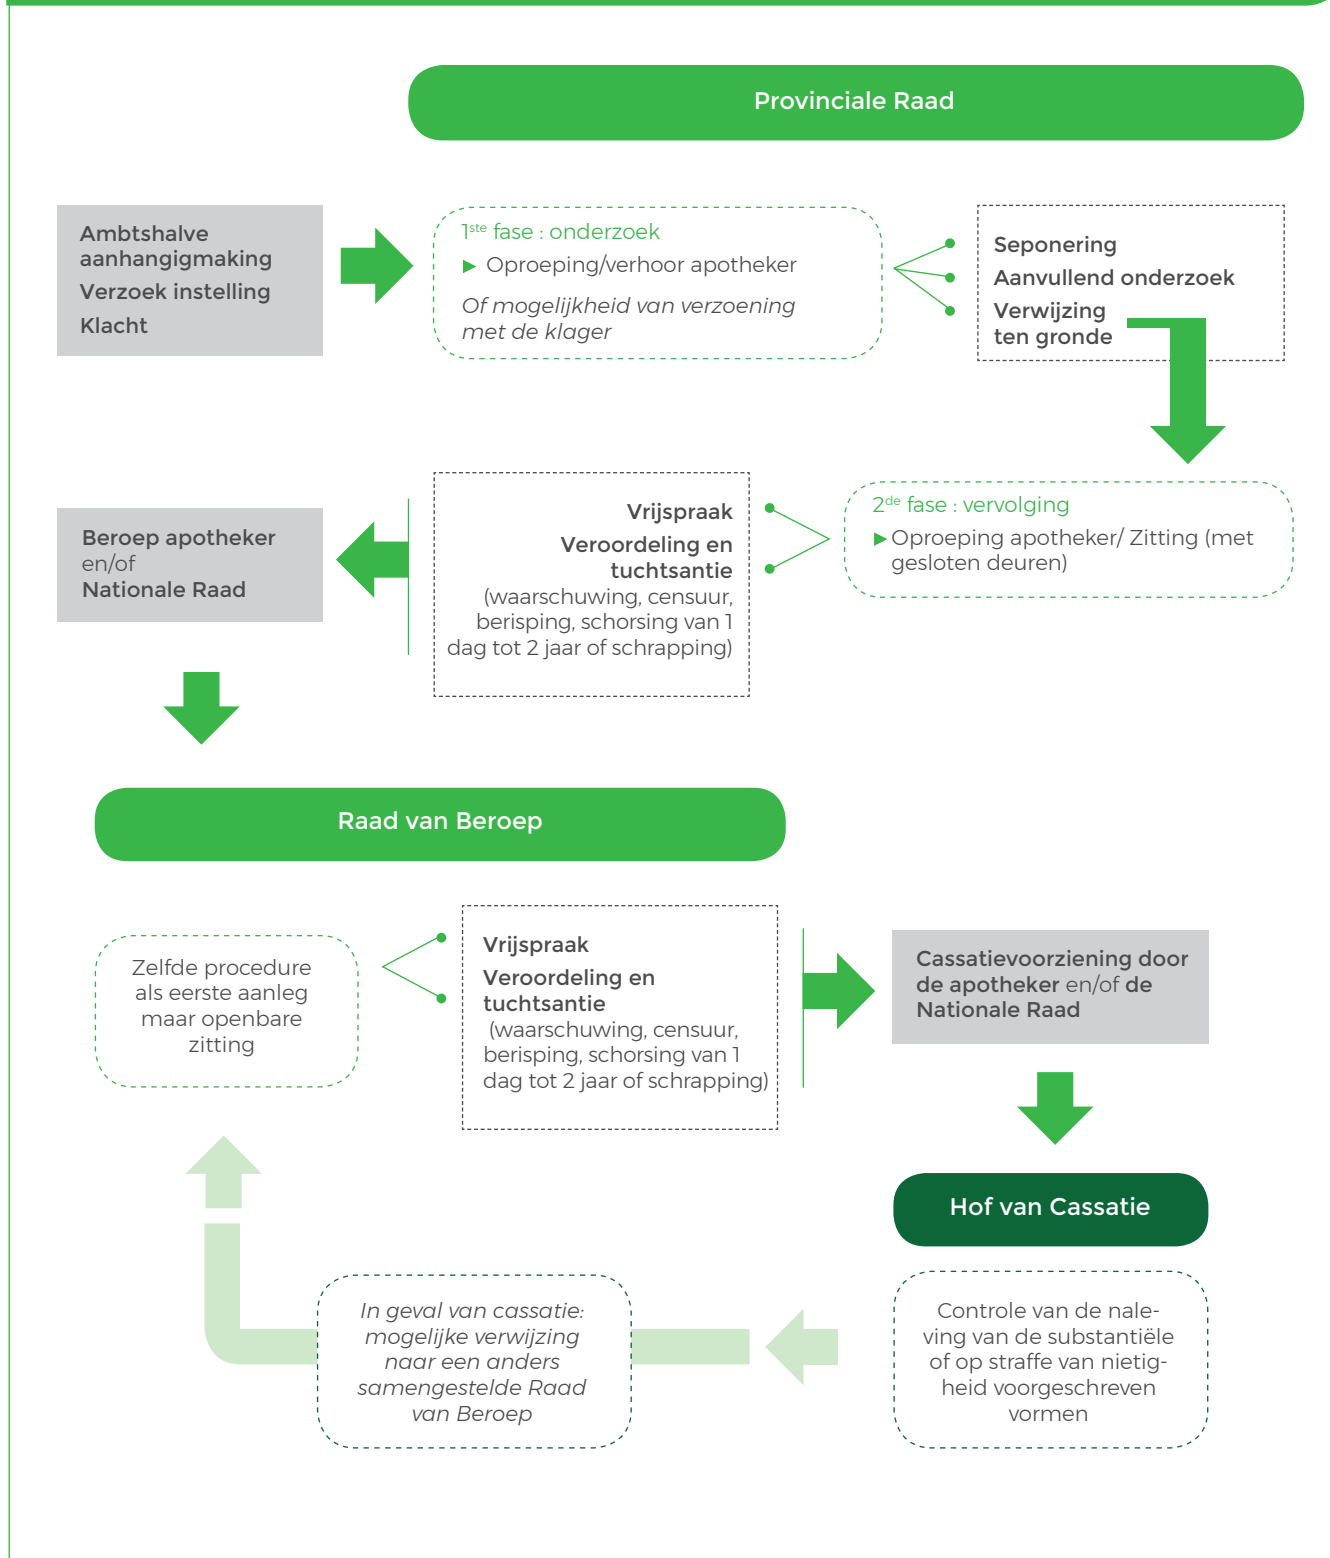 Provinciale Raad
Ambtshalve
aanhangigmaking
Verzoek instelling
Klacht
1ste fase : onderzoek
► Oproeping/verhoor apotheker
Of mogelijkheid van verzoening
met de klager
Seponering
Aanvullend onderzoek
Verwijzing
ten gronde
2de fase : vervolging
► Oproeping apotheker/ Zitting (met
gesloten deuren)
Vrijspraak
Veroordeling en
tuchtsantie
(waarschuwing, censuur,
berisping, schorsing van 1
dag tot 2 jaar of schrapping)
Beroep apotheker
en/of
Nationale Raad
Raad van Beroep
Zelfde procedure
als eerste aanleg
maar openbare
zitting
Vrijspraak
Veroordeling en
tuchtsantie
(waarschuwing, censuur,
berisping, schorsing van 1
dag tot 2 jaar of schrapping)
Cassatievoorziening door
de apotheker en/of de
Nationale Raad
Hof van Cassatie
Controle van de nale-
ving van de substantiële
of op straffe van nietig-
heid voorgeschreven
vormen
In geval van cassatie:
mogelijke verwijzing
naar een anders
samengestelde Raad
van Beroep